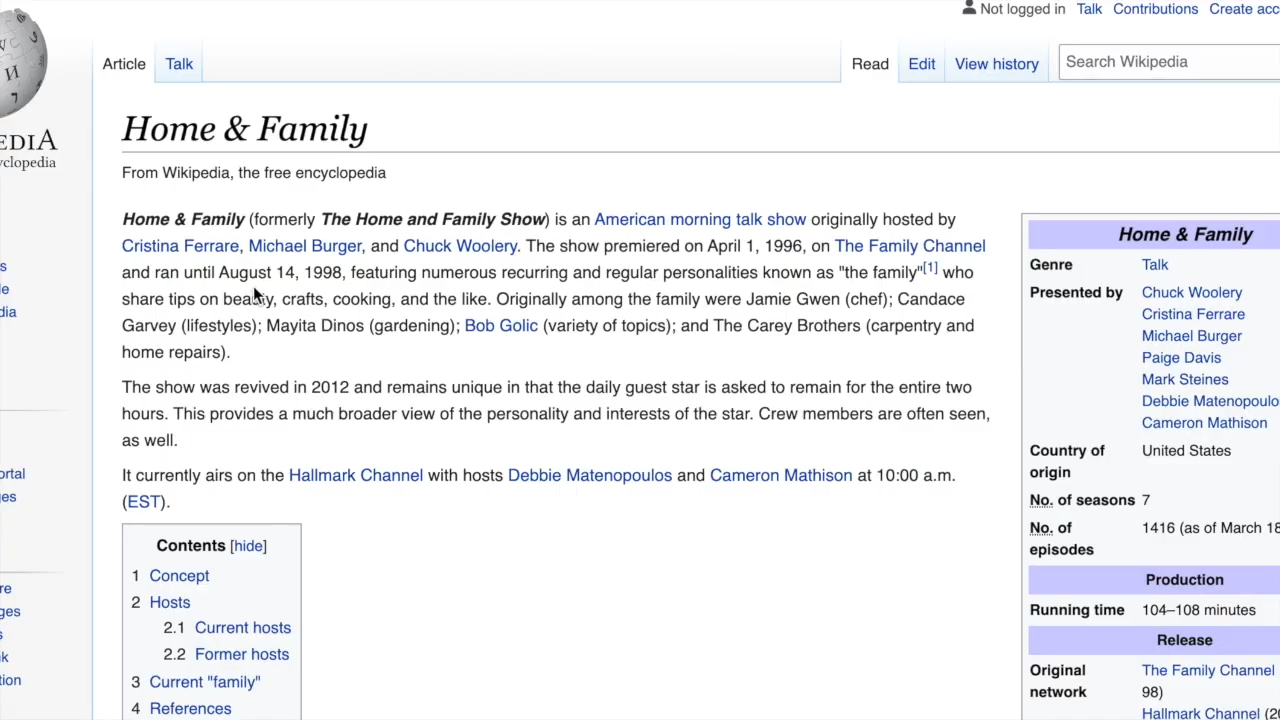 Not logged in Talk Contributions Create acc
Article Talk Read Edit View history Search Wikipedia
EDIA
yclopedia
Home & Family
From Wikipedia, the free encyclopedia
Home & Family (formerly The Home and Family Show) is an American morning talk show originally hosted by
Cristina Ferrare, Michael Burger, and Chuck Woolery. The show premiered on April 1, 1996, on The Family Channel
and ran until August 14, 1998, featuring numerous recurring and regular personalities known as "the family"[1] who
share tips on beauty, crafts, cooking, and the like. Originally among the family were Jamie Gwen (chef); Candace
Garvey (lifestyles); Mayita Dinos (gardening); Bob Golic (variety of topics); and The Carey Brothers (carpentry and
home repairs).
The show was revived in 2012 and remains unique in that the daily guest star is asked to remain for the entire two
hours. This provides a much broader view of the personality and interests of the star. Crew members are often seen,
as well.
It currently airs on the Hallmark Channel with hosts Debbie Matenopoulos and Cameron Mathison at 10:00 a.m.
(EST).
Contents [hide]
1 Concept
2 Hosts
2.1 Current hosts
2.2 Former hosts
3 Current "family"
4 References
Home & Family
Genre Talk
Presented by Chuck Woolery
Cristina Ferrare
Michael Burger
Paige Davis
Mark Steines
Debbie Matenopoulo
Cameron Mathison
Country of United States
origin
No. of seasons 7
No. of 1416 (as of March 18
episodes
Production
Running time 104–108 minutes
Release
Original The Family Channel
network 98)
Hallmark Channel (20
s
le
dia
ortal
ges
re
ges
s
k
tion